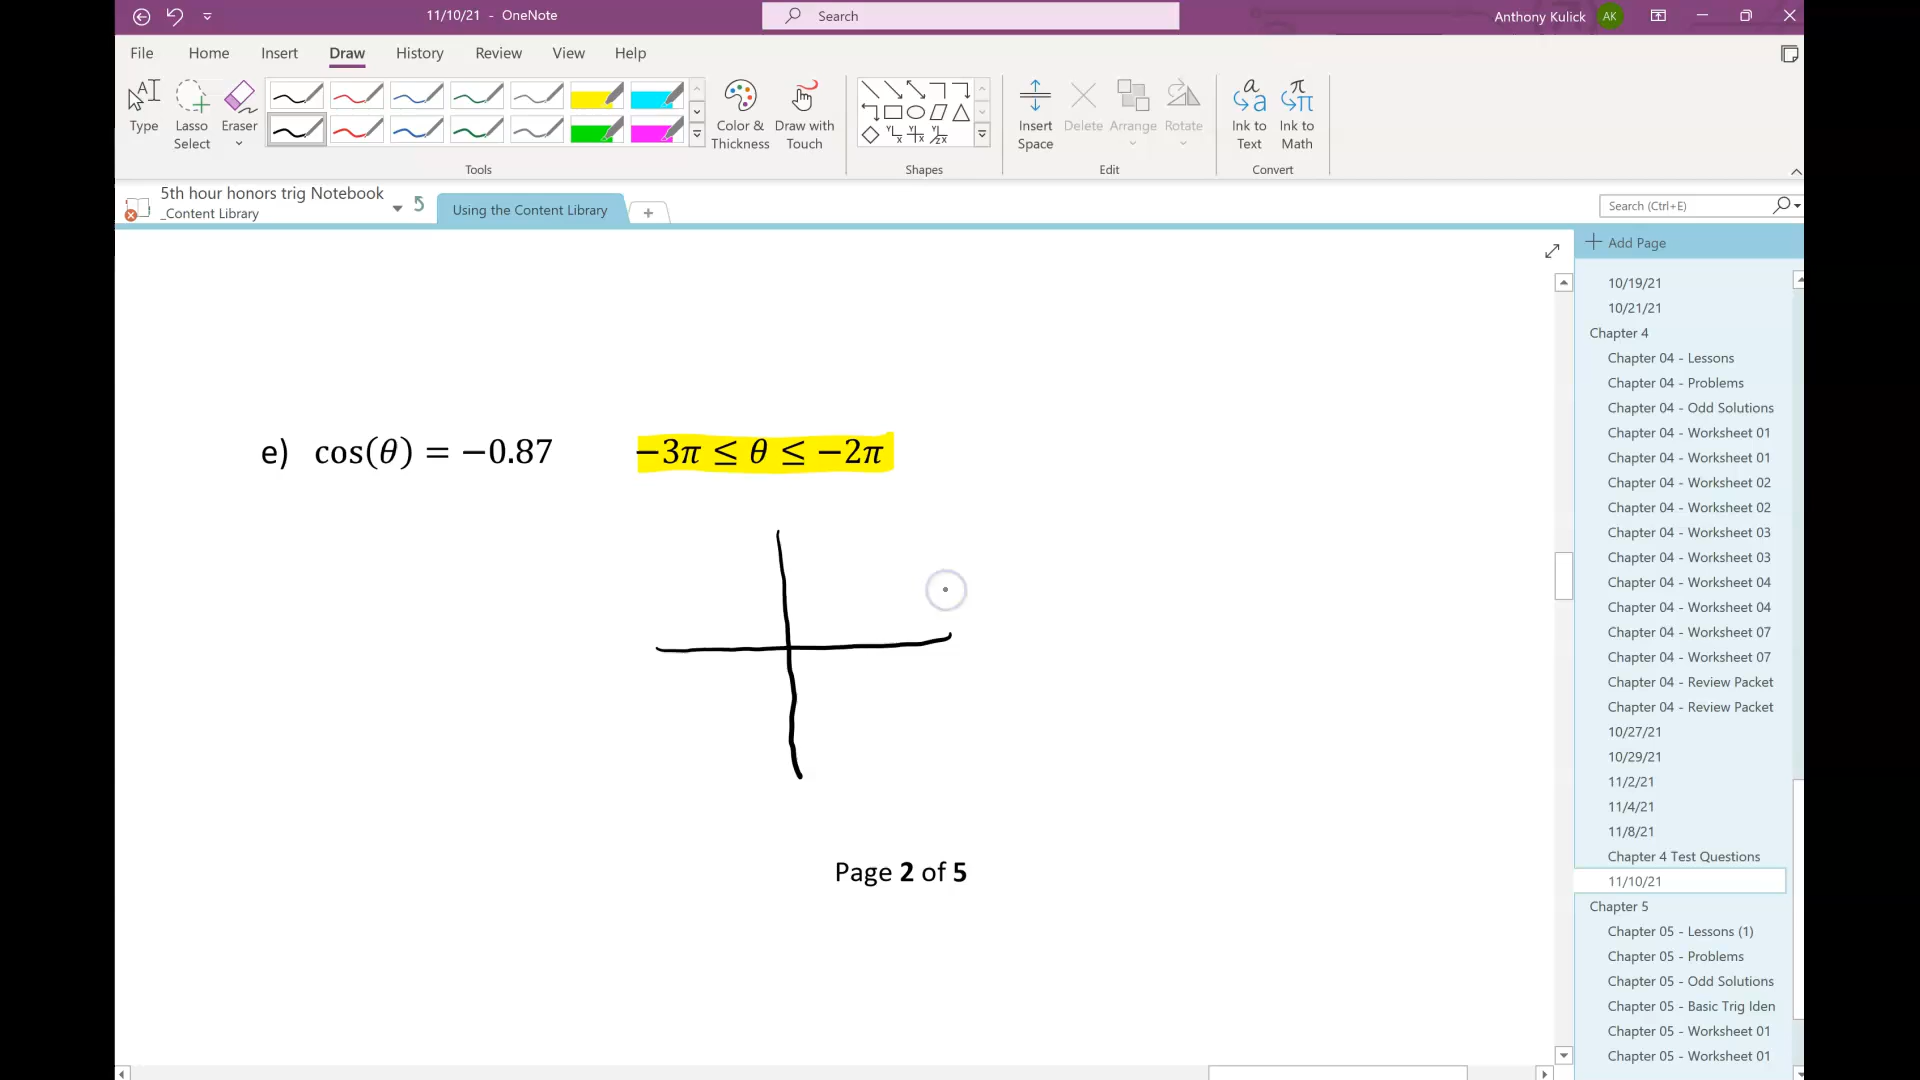 11/10/21 - OneNote
Search
Anthony Kulick
AK
File Home Insert Draw History Review View Help
Type
Lasso Select
Eraser
Color & Thickness
Draw with Touch
Insert Space
Delete
Arrange
Rotate
Ink to Text
Ink to Math
Tools
Shapes
Edit
Convert
5th hour honors trig Notebook
_Content Library
Using the Content Library
Search (Ctrl+E)
Add Page
10/19/21
10/21/21
Chapter 4
Chapter 04 - Lessons
Chapter 04 - Problems
Chapter 04 - Odd Solutions
Chapter 04 - Worksheet 01
Chapter 04 - Worksheet 01
Chapter 04 - Worksheet 02
Chapter 04 - Worksheet 02
Chapter 04 - Worksheet 03
Chapter 04 - Worksheet 03
Chapter 04 - Worksheet 04
Chapter 04 - Worksheet 04
Chapter 04 - Worksheet 07
Chapter 04 - Worksheet 07
Chapter 04 - Review Packet
Chapter 04 - Review Packet
10/27/21
10/29/21
11/2/21
11/4/21
11/8/21
Chapter 4 Test Questions
11/10/21
Chapter 5
Chapter 05 - Lessons (1)
Chapter 05 - Problems
Chapter 05 - Odd Solutions
Chapter 05 - Basic Trig Iden
Chapter 05 - Worksheet 01
Chapter 05 - Worksheet 01
e) cos(θ) = −0.87 −3π ≤ θ ≤ −2π
Page 2 of 5